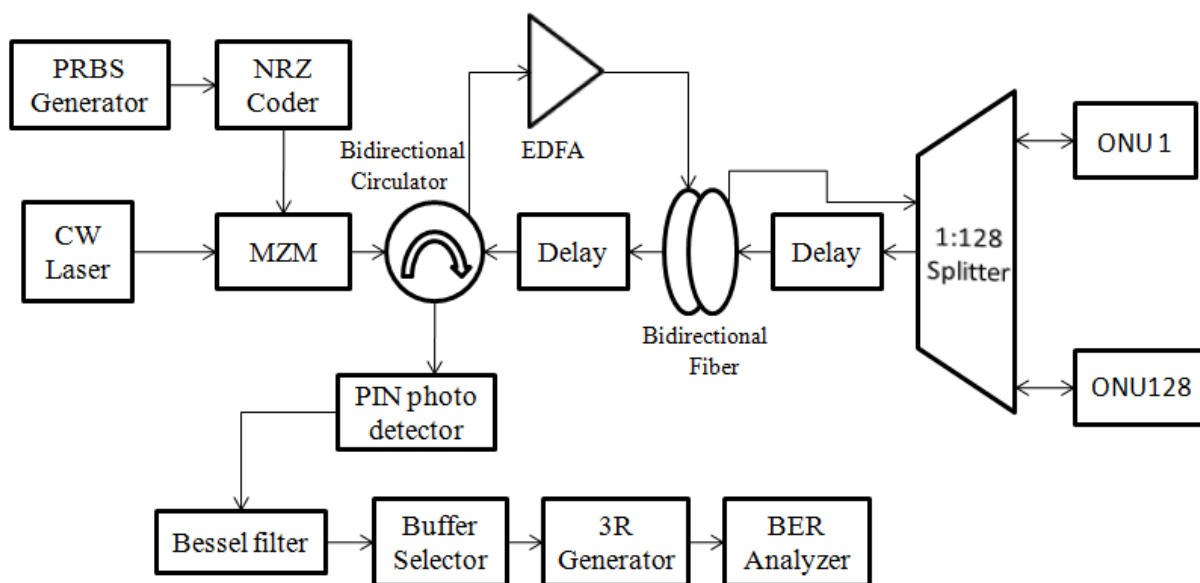 PRBS
Generator
NRZ
Coder
EDFA
Bidirectional
Circulator
ONU 1
CW
Laser
MZM
Delay
Delay
1:128
Splitter
Bidirectional
Fiber
PIN photo
detector
ONU128
Bessel filter
Buffer
Selector
3R
Generator
BER
Analyzer